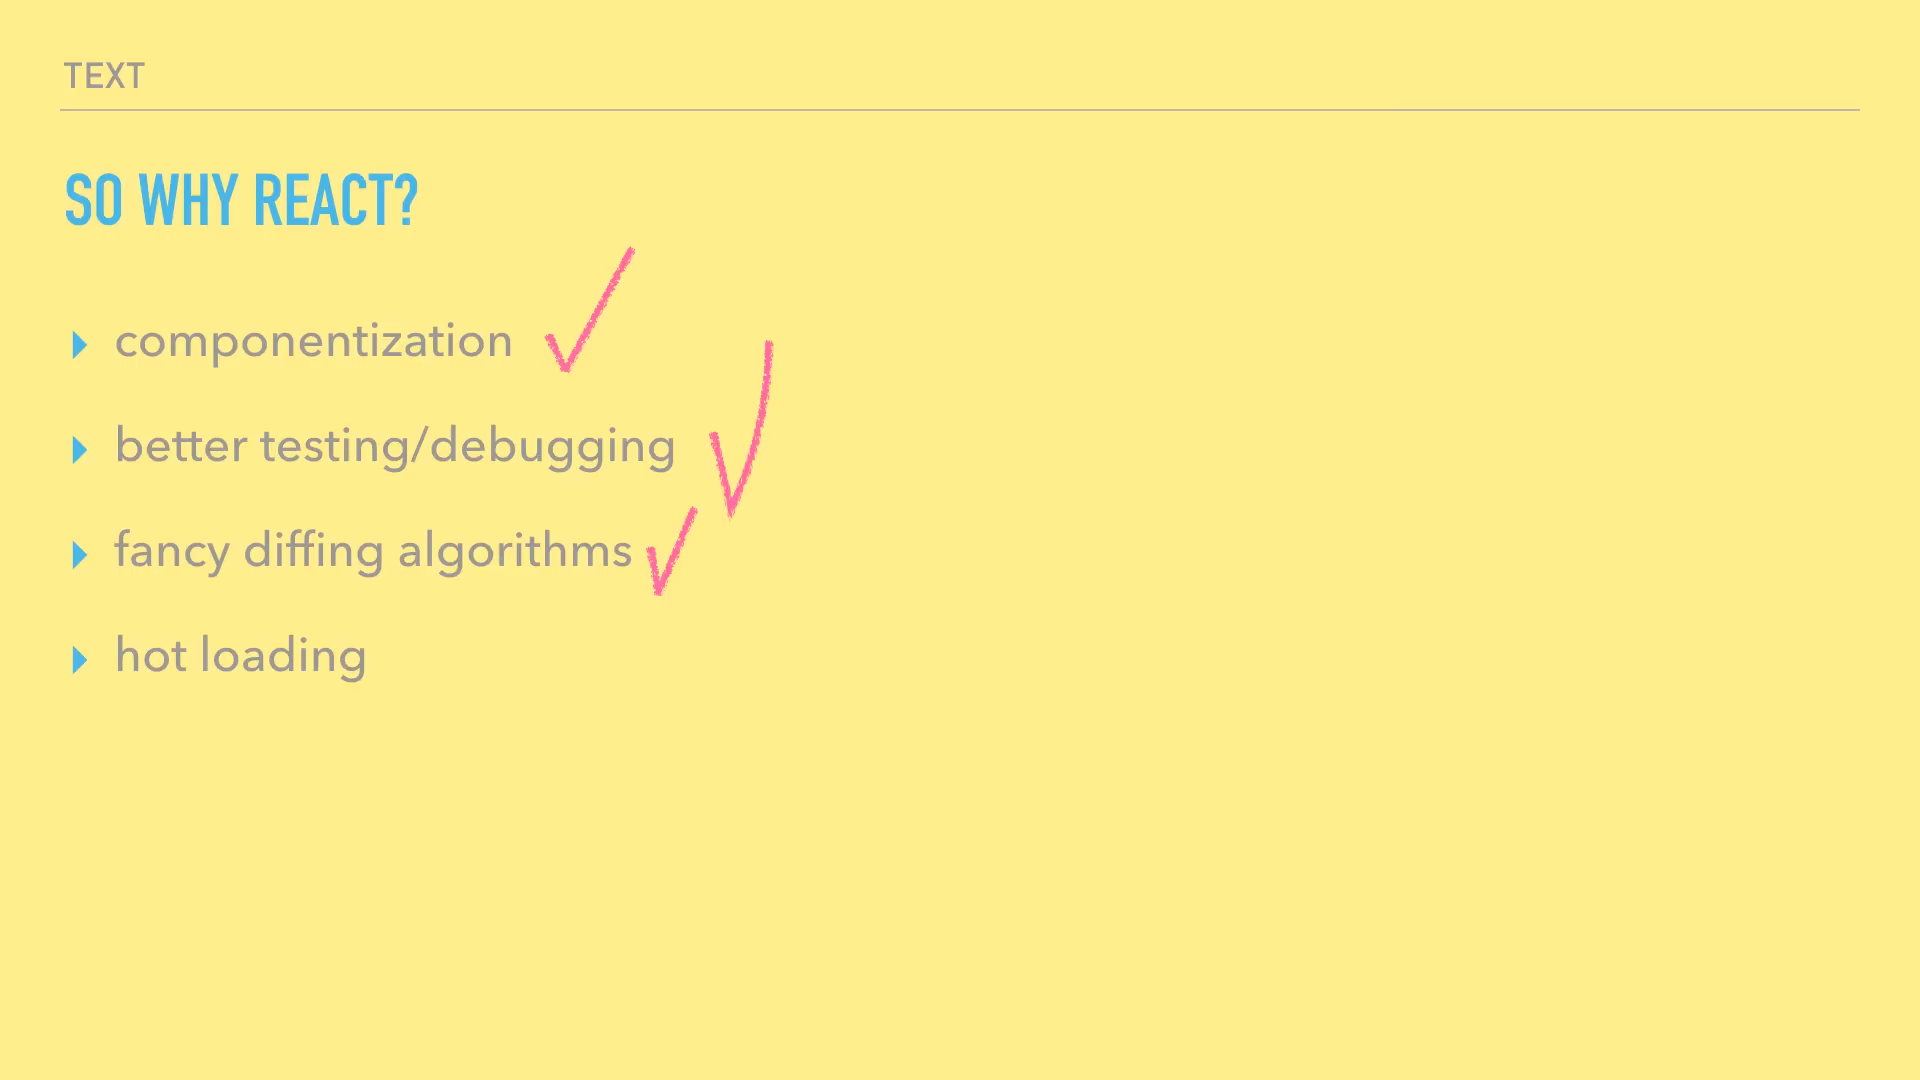 TEXT
SO WHY REACT?
componentization
better testing/debugging
fancy diffing algorithms
hot loading